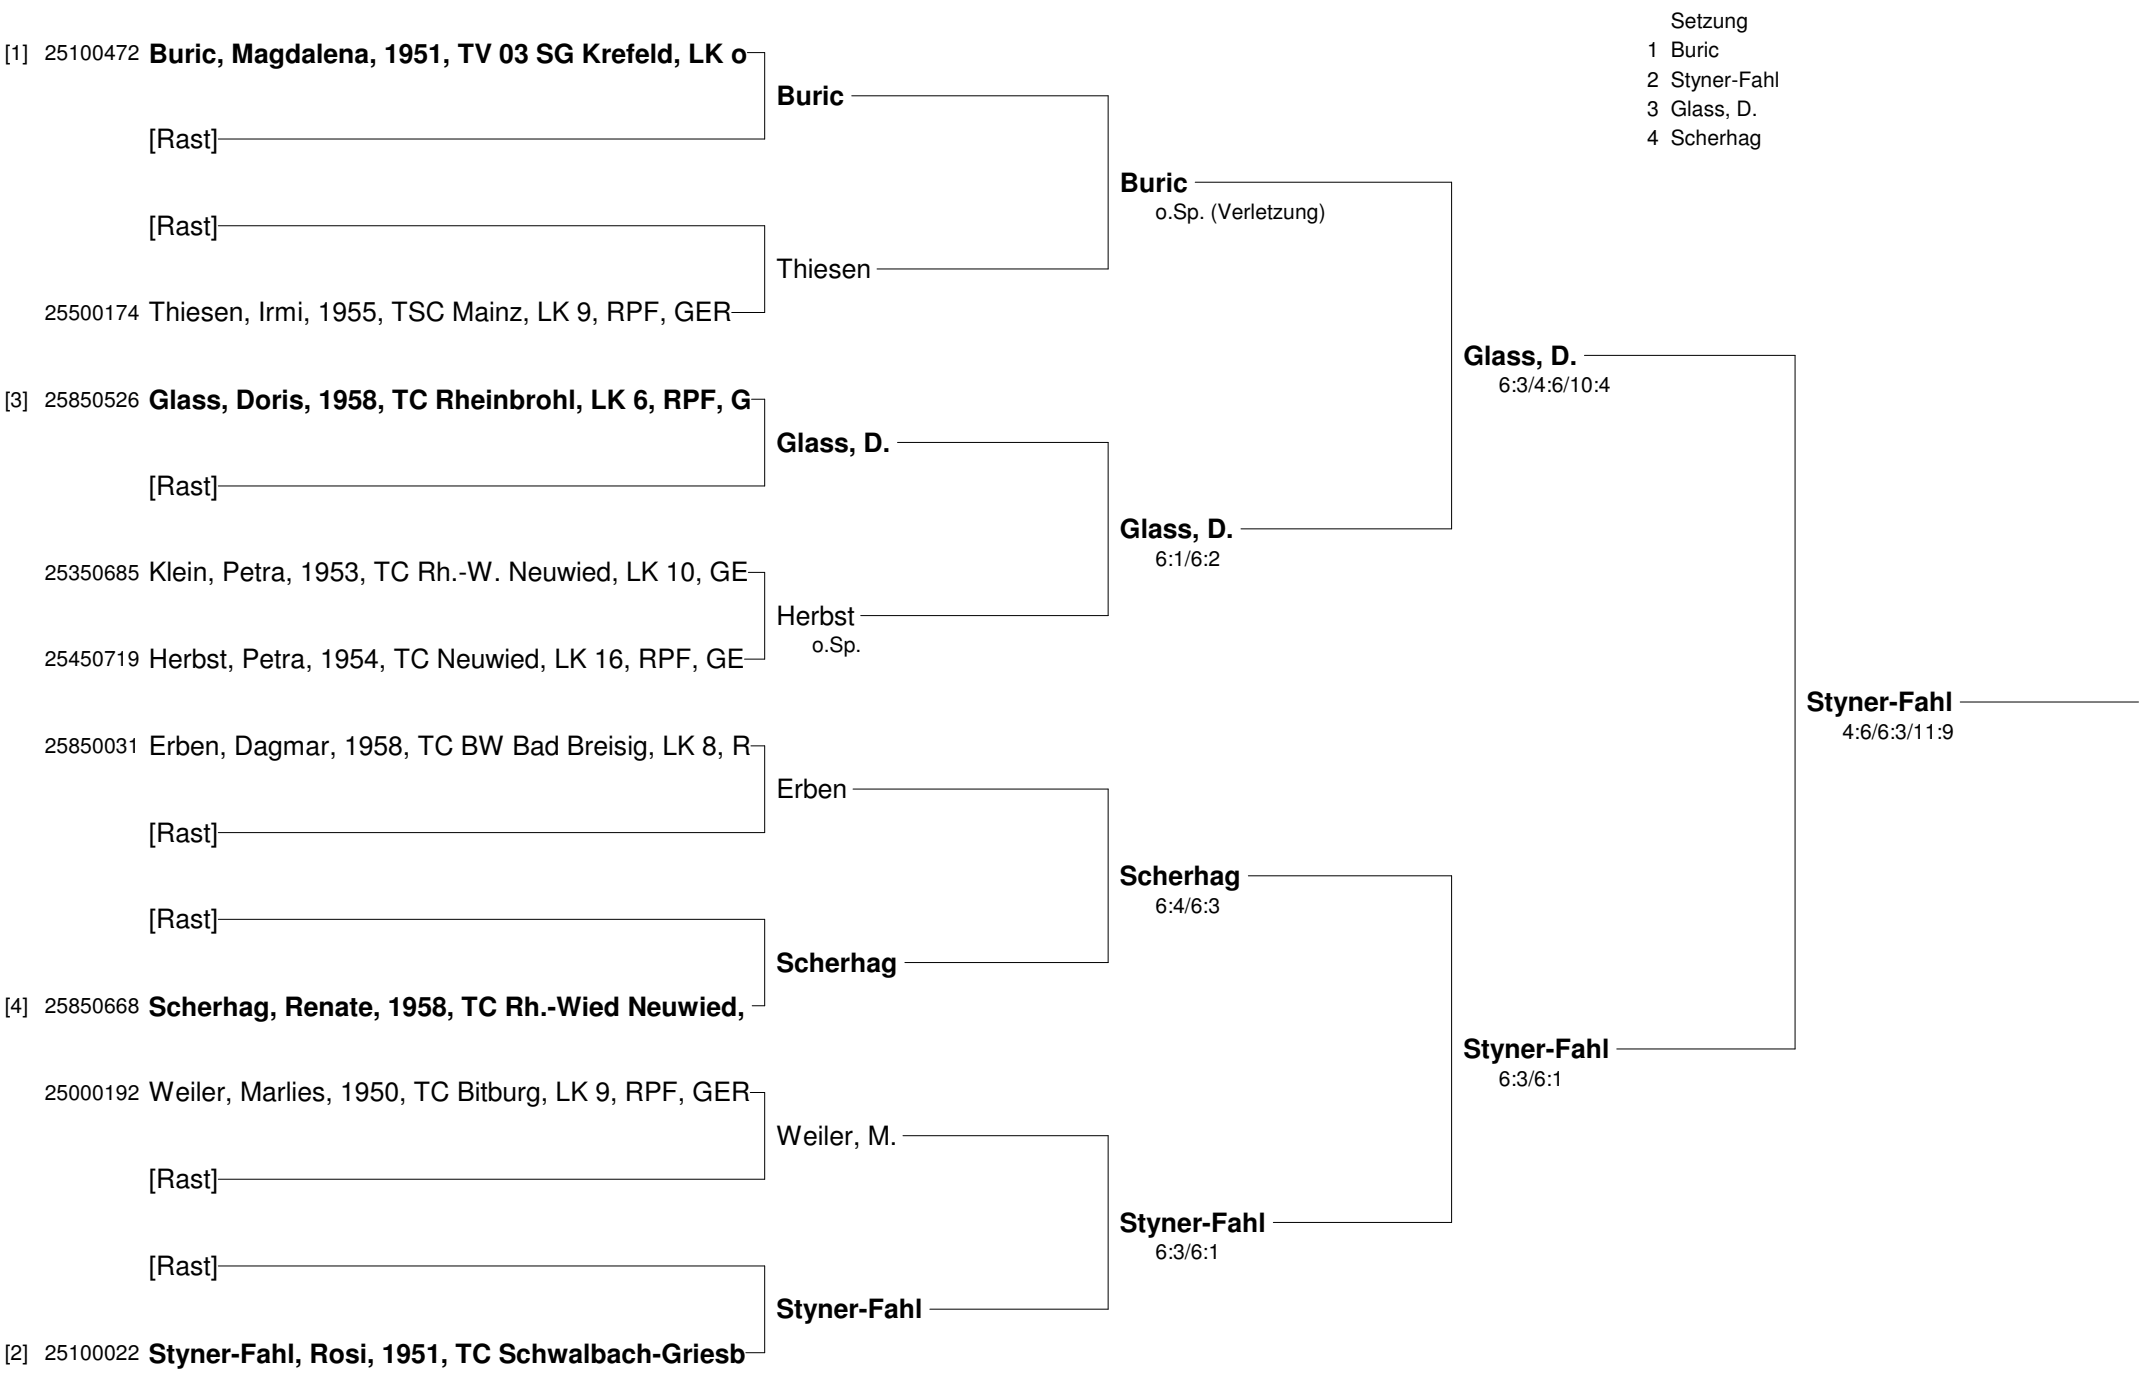 Setzung
1 Buric
2 Styner-Fahl
3 Glass, D.
4 Scherhag
[1] 25100472 Buric, Magdalena, 1951, TV 03 SG Krefeld, LK o
Buric
[Rast]
Buric
o.Sp. (Verletzung)
[Rast]
Thiesen
25500174 Thiesen, Irmi, 1955, TSC Mainz, LK 9, RPF, GER
Glass, D.
6:3/4:6/10:4
[3] 25850526 Glass, Doris, 1958, TC Rheinbrohl, LK 6, RPF, G
Glass, D.
[Rast]
Glass, D.
6:1/6:2
25350685 Klein, Petra, 1953, TC Rh.-W. Neuwied, LK 10, GE
Herbst
o.Sp.
25450719 Herbst, Petra, 1954, TC Neuwied, LK 16, RPF, GE
Styner-Fahl
4:6/6:3/11:9
25850031 Erben, Dagmar, 1958, TC BW Bad Breisig, LK 8, R
Erben
[Rast]
Scherhag
6:4/6:3
[Rast]
Scherhag
[4] 25850668 Scherhag, Renate, 1958, TC Rh.-Wied Neuwied,
Styner-Fahl
6:3/6:1
25000192 Weiler, Marlies, 1950, TC Bitburg, LK 9, RPF, GER
Weiler, M.
[Rast]
Styner-Fahl
6:3/6:1
[Rast]
Styner-Fahl
[2] 25100022 Styner-Fahl, Rosi, 1951, TC Schwalbach-Griesb